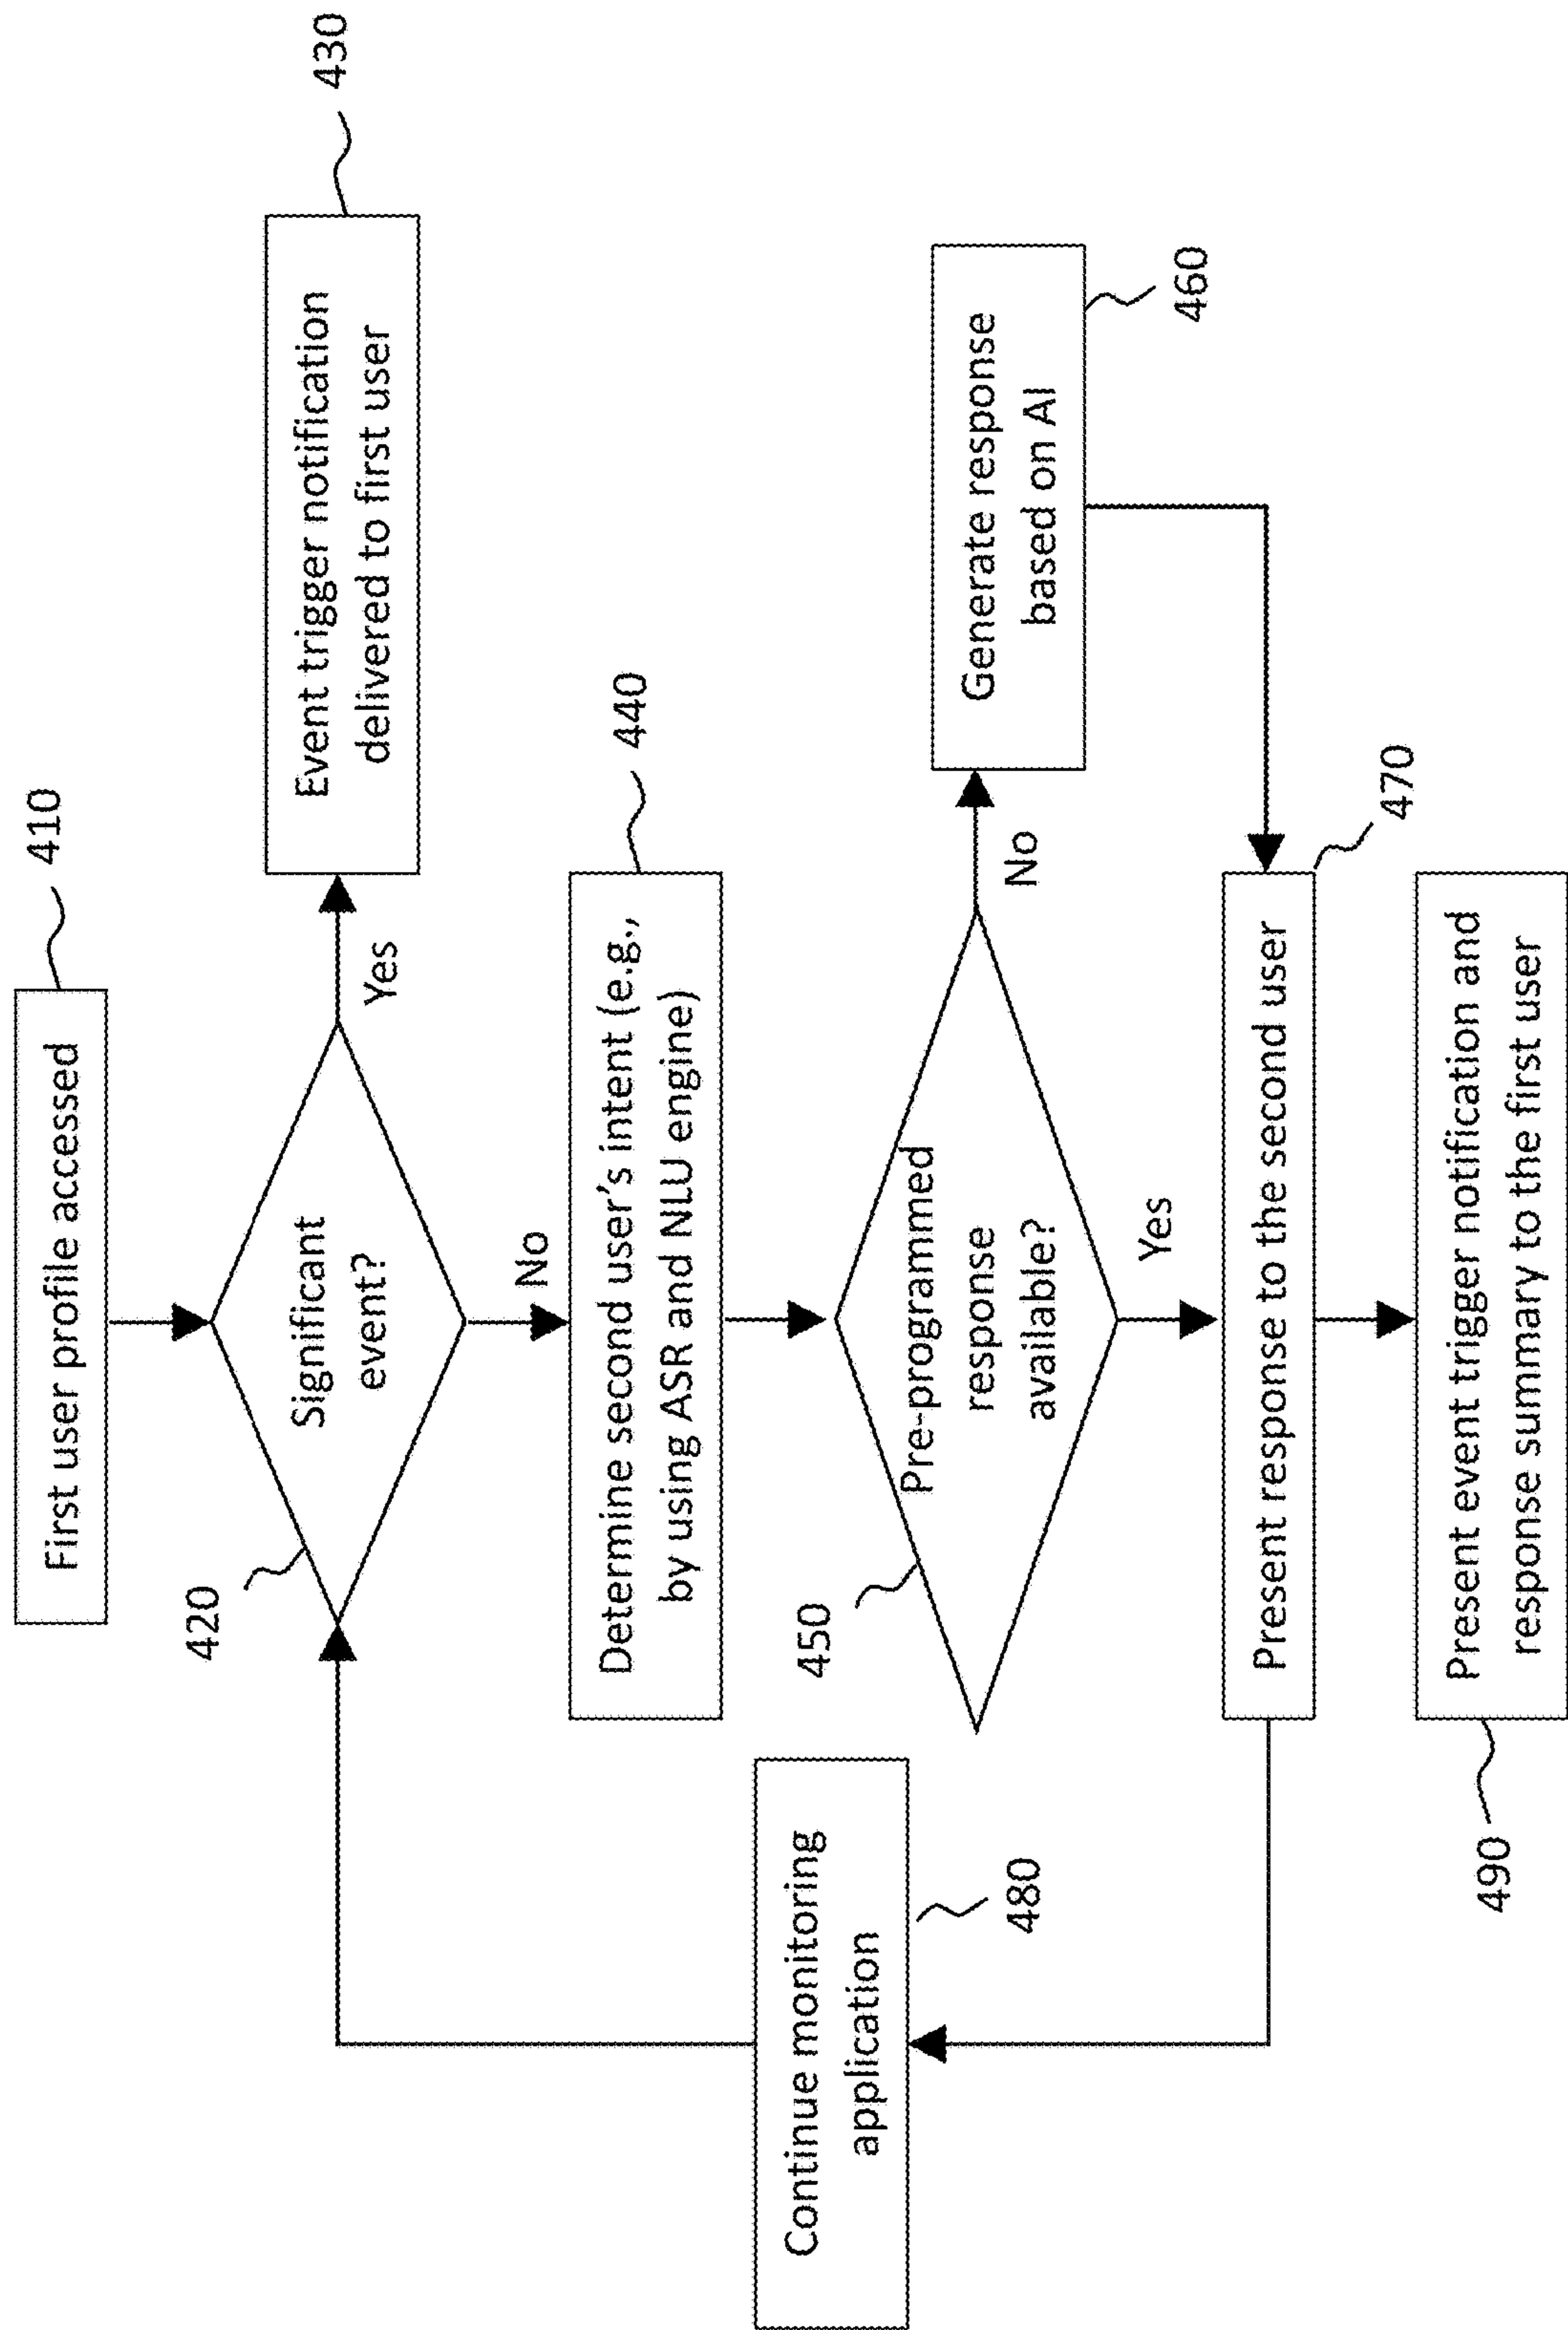 First user profile accessed
410
420
Significant
event?
Yes
Event trigger notification
delivered to first user
430
No
Determine second user's intent (e.g.,
by using ASR and NLU engine)
440
450
Pre-programmed
response
available?
No
Generate response
based on AI
460
Yes
Present response to the second user
470
Continue monitoring
application
480
Present event trigger notification and
response summary to the first user
490